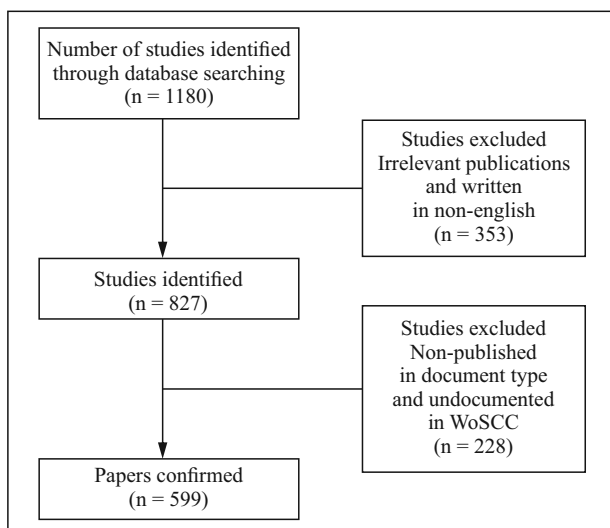 Number of studies identified
through database searching
(n = 1180)
Studies excluded
Irrelevant publications
and written
in non-english
(n = 353)
Studies identified
(n = 827)
Studies excluded
Non-published
in document type
and undocumented
in WoSCC
(n = 228)
Papers confirmed
(n = 599)